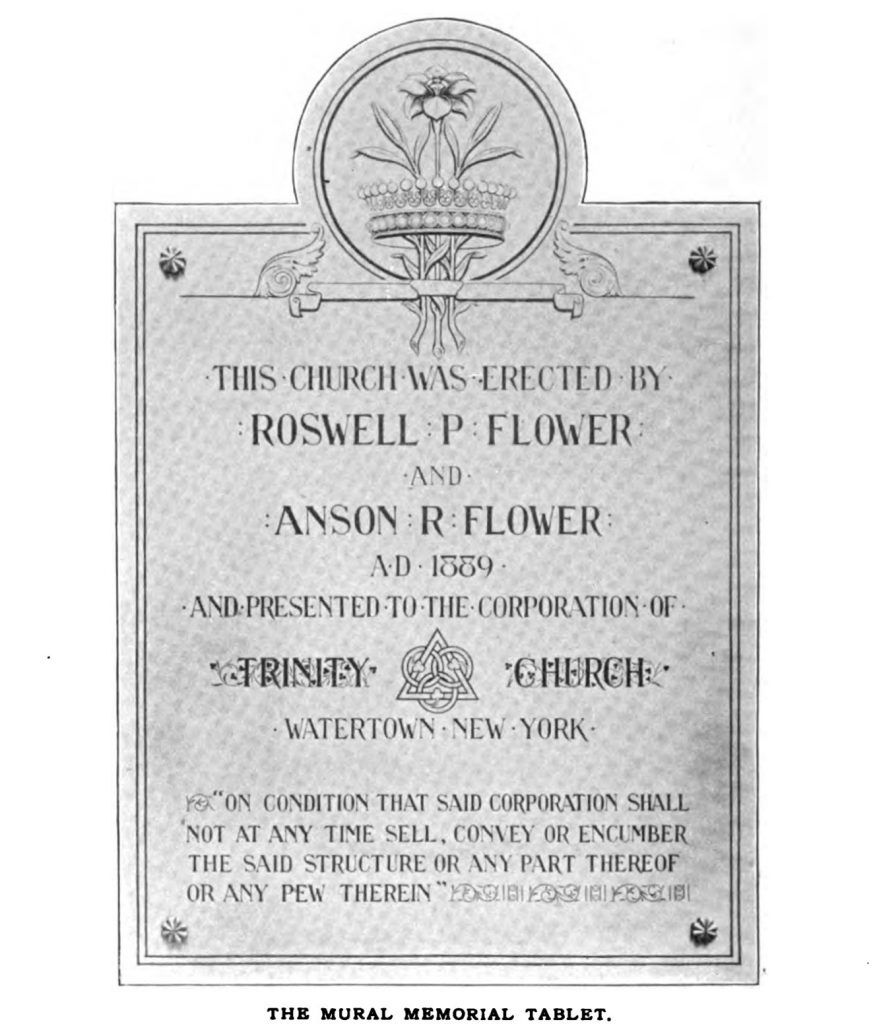 ·THIS·CHURCH·WAS·ERECTED·BY·
:ROSWELL:P:FLOWER:
·AND·
:ANSON:R:FLOWER:
A·D·1889·
·AND·PRESENTED·TO·THE·CORPORATION·OF·
·TRINITY· ·CHURCH·
·WATERTOWN·NEW·YORK·
"ON CONDITION THAT SAID CORPORATION SHALL
NOT AT ANY TIME SELL, CONVEY OR ENCUMBER
THE SAID STRUCTURE OR ANY PART THEREOF
OR ANY PEW THEREIN"
THE MURAL MEMORIAL TABLET.